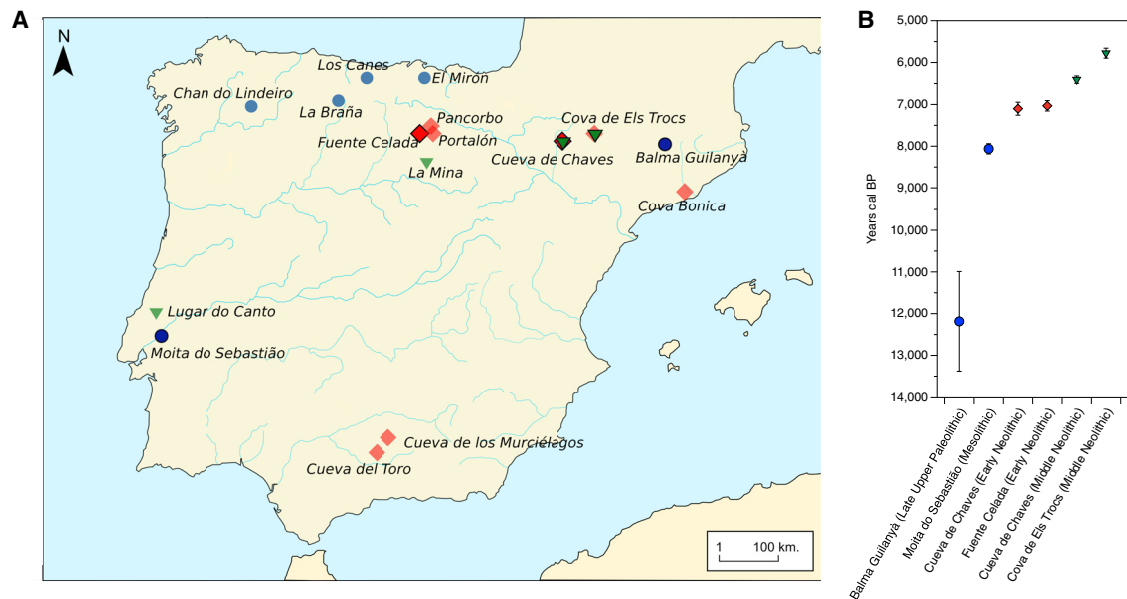 A
N
Los Canes
El Mirón
Chan do Lindeiro
La Braña
Pancorbo
Cova de Els Trocs
Fuente Celada
Portalón
Cueva de Chaves
Balma Guilanyà
La Mina
Cova Bonica
Lugar do Canto
Moita do Sebastião
Cueva de los Murciélagos
Cueva del Toro
1 100 km.
B
5,000
6,000
7,000
8,000
9,000
10,000
11,000
12,000
13,000
14,000
Years cal BP
Balma Guilanyà (Late Upper Paleolithic)
Moita do Sebastião (Mesolithic)
Cueva de Chaves (Early Neolithic)
Fuente Celada (Early Neolithic)
Cueva de Chaves (Middle Neolithic)
Cova de Els Trocs (Middle Neolithic)